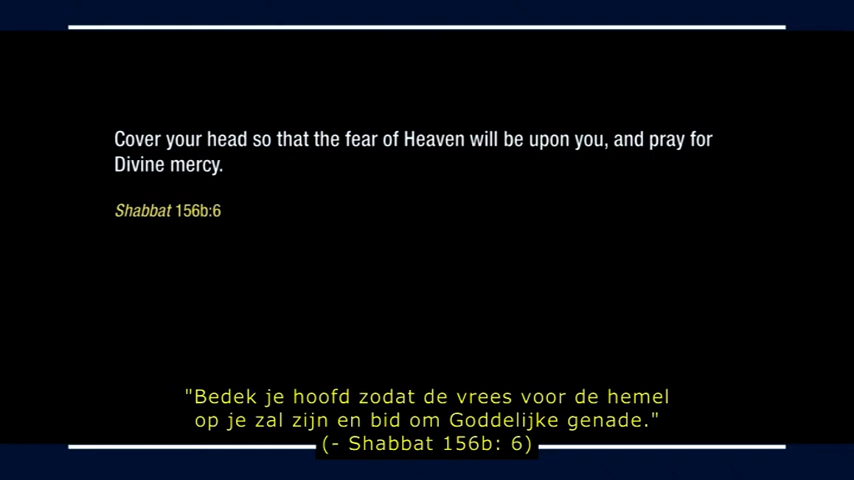 Cover your head so that the fear of Heaven will be upon you, and pray for
Divine mercy.
Shabbat 156b:6
"Bedek je hoofd zodat de vrees voor de hemel
op je zal zijn en bid om Goddelijke genade."
(- Shabbat 156b: 6)